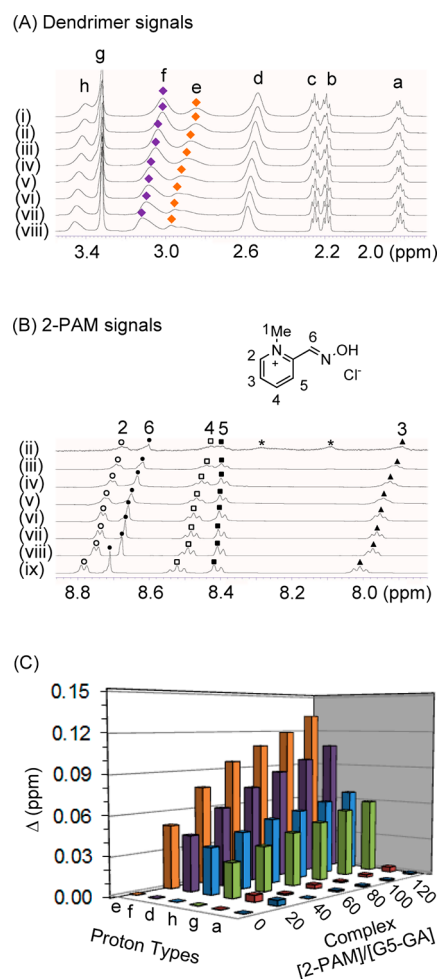 (A) Dendrimer signals
g
h f e d c b a
(i)
(ii)
(iii)
(iv)
(v)
(vi)
(vii)
(viii)
3.4 3.0 2.6 2.2 2.0 (ppm)
(B) 2-PAM signals
1 Me 6
N + N OH
2 5 Cl-
3
4
2 6 4 5 * * 3
(ii)
(iii)
(iv)
(v)
(vi)
(vii)
(viii)
(ix)
8.8 8.6 8.4 8.2 8.0 (ppm)
(C)
0.15
0.12
0.09
0.06
0.03
0.00
Δ (ppm)
e f d h g a
Proton Types
0 20 40 60 80 100 120
Complex
[2-PAM]/[G5-GA]